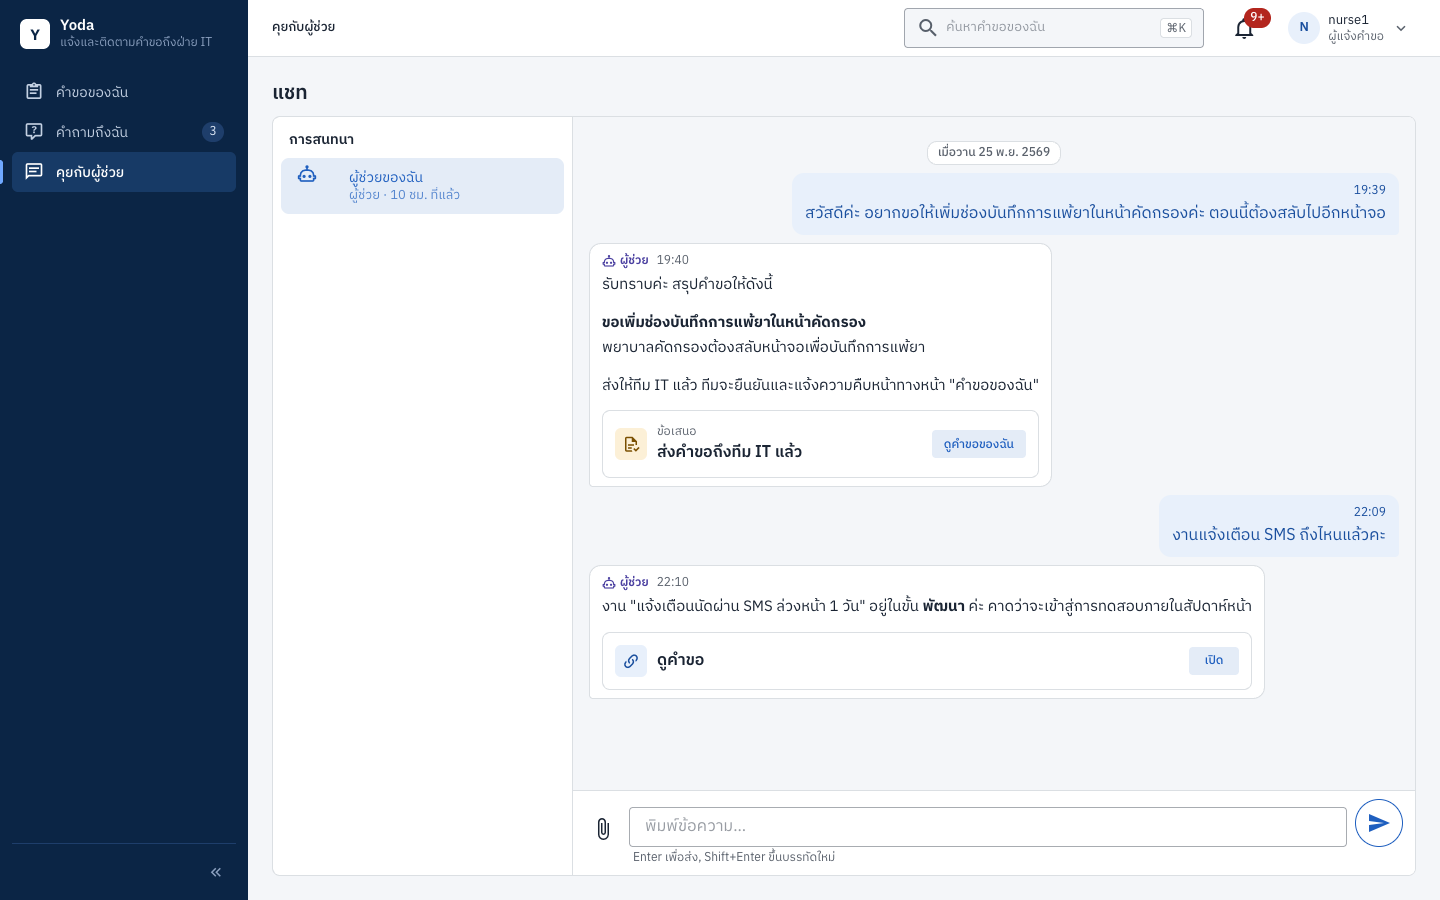 Y
Yoda
แจ้งและติดตามคำขอถึงฝ่าย IT
คำขอของฉัน
คำถามถึงฉัน
3
คุยกับผู้ช่วย
คุยกับผู้ช่วย
ค้นหาคำขอของฉัน
⌘K
9+
N
nurse1
ผู้แจ้งคำขอ
แชท
การสนทนา
ผู้ช่วยของฉัน
ผู้ช่วย · 10 ชม. ที่แล้ว
เมื่อวาน 25 พ.ย. 2569
19:39
สวัสดีค่ะ อยากขอให้เพิ่มช่องบันทึกการแพ้ยาในหน้าคัดกรองค่ะ ตอนนี้ต้องสลับไปอีกหน้าจอ
ผู้ช่วย 19:40
รับทราบค่ะ สรุปคำขอให้ดังนี้
ขอเพิ่มช่องบันทึกการแพ้ยาในหน้าคัดกรอง
พยาบาลคัดกรองต้องสลับหน้าจอเพื่อบันทึกการแพ้ยา
ส่งให้ทีม IT แล้ว ทีมจะยืนยันและแจ้งความคืบหน้าทางหน้า "คำขอของฉัน"
ข้อเสนอ
ส่งคำขอถึงทีม IT แล้ว
ดูคำขอของฉัน
22:09
งานแจ้งเตือน SMS ถึงไหนแล้วคะ
ผู้ช่วย 22:10
งาน "แจ้งเตือนนัดผ่าน SMS ล่วงหน้า 1 วัน" อยู่ในขั้น พัฒนา ค่ะ คาดว่าจะเข้าสู่การทดสอบภายในสัปดาห์หน้า
ดูคำขอ
เปิด
พิมพ์ข้อความ...
Enter เพื่อส่ง, Shift+Enter ขึ้นบรรทัดใหม่